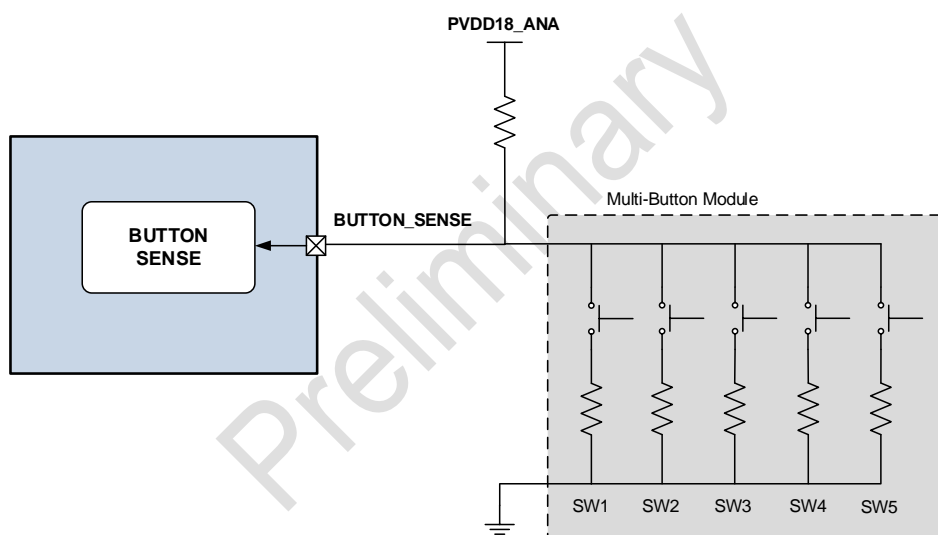 PVDD18_ANA
Multi-Button Module
BUTTON_SENSE
BUTTON
SENSE
SW1 SW2 SW3 SW4 SW5
Preliminary